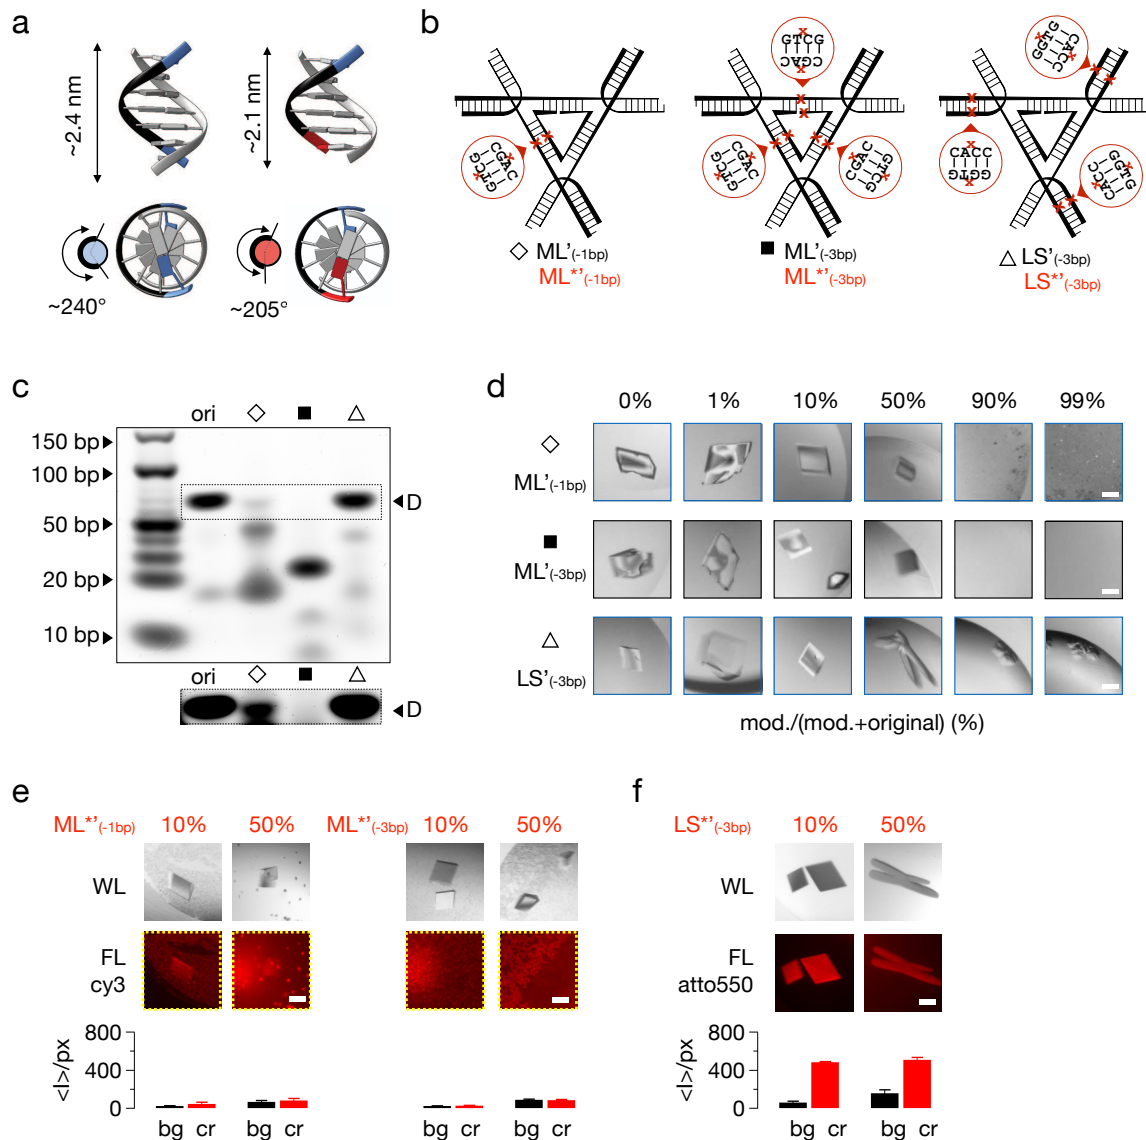 a
~2.4 nm
~2.1 nm
~240°
~205°
b
CGAC
GTCG
ML'(-1bp)
ML*'(-1bp)
GTCG
CGAC
CGAC
GTCG
CGAC
GTCG
ML'(-3bp)
ML*'(-3bp)
GGTG
CACC
CACC
GGTG
GGTG
CACC
LS'(-3bp)
LS*'(-3bp)
c
ori
150 bp
100 bp
50 bp
20 bp
10 bp
D
ori
D
d
0% 1% 10% 50% 90% 99%
ML'(-1bp)
ML'(-3bp)
LS'(-3bp)
mod./(mod.+original) (%)
e
ML*'(-1bp) 10% 50% ML*'(-3bp) 10% 50%
WL
FL
cy3
<I>/px
800
400
0
bg cr bg cr bg cr bg cr
f
LS*'(-3bp) 10% 50%
WL
FL
atto550
<I>/px
800
400
0
bg cr bg cr